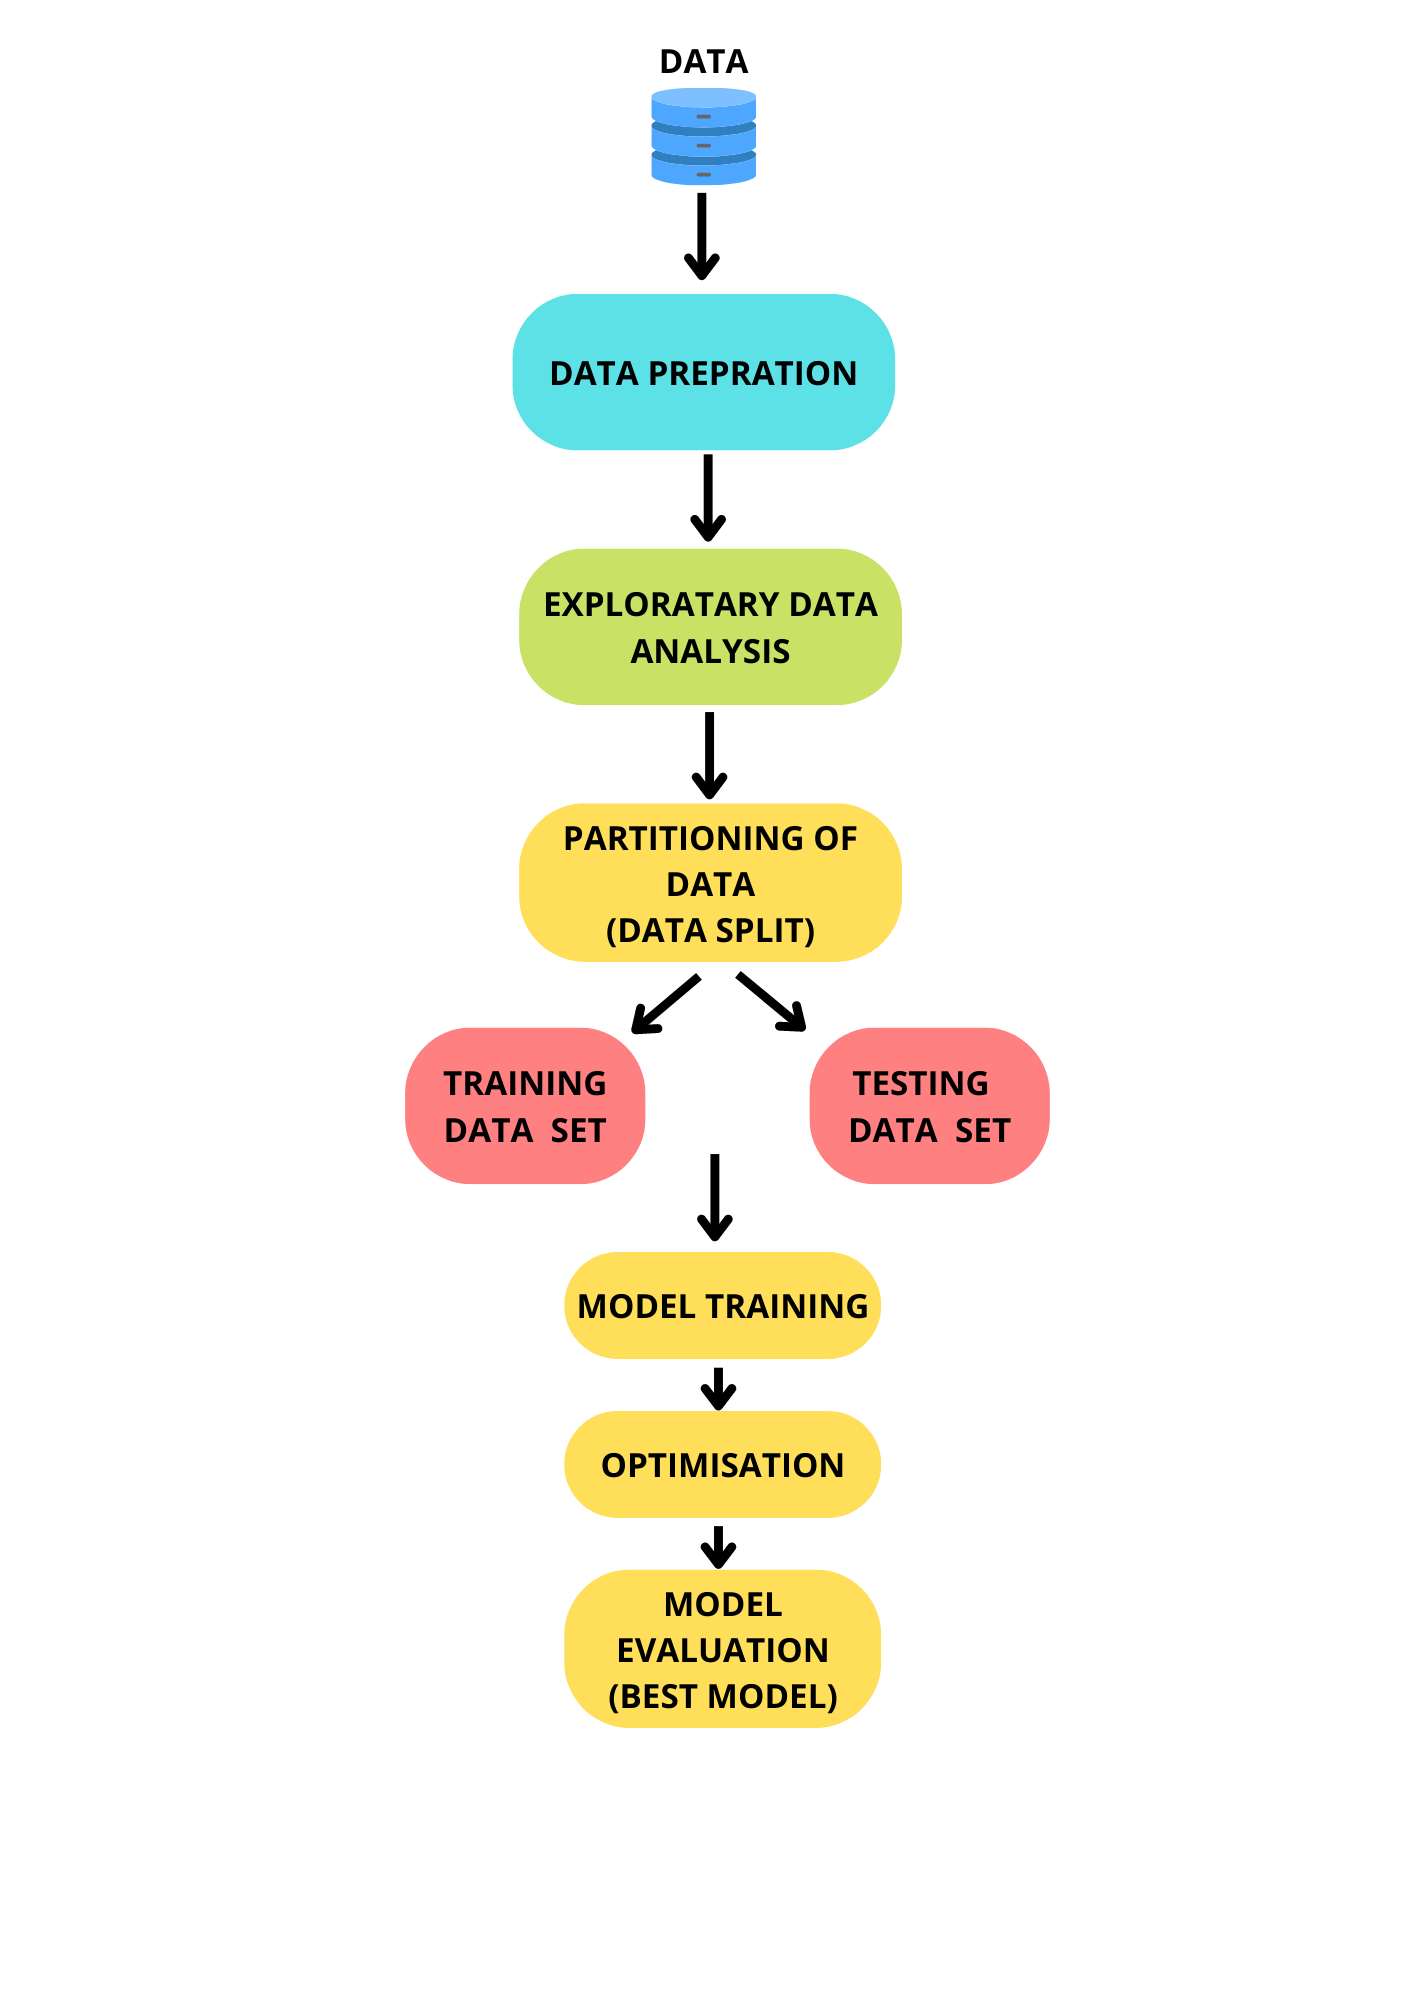 DATA
DATA PREPRATION
EXPLORATARY DATA
ANALYSIS
PARTITIONING OF
DATA
(DATA SPLIT)
TRAINING
DATA SET
TESTING
DATA SET
MODEL TRAINING
OPTIMISATION
MODEL
EVALUATION
(BEST MODEL)